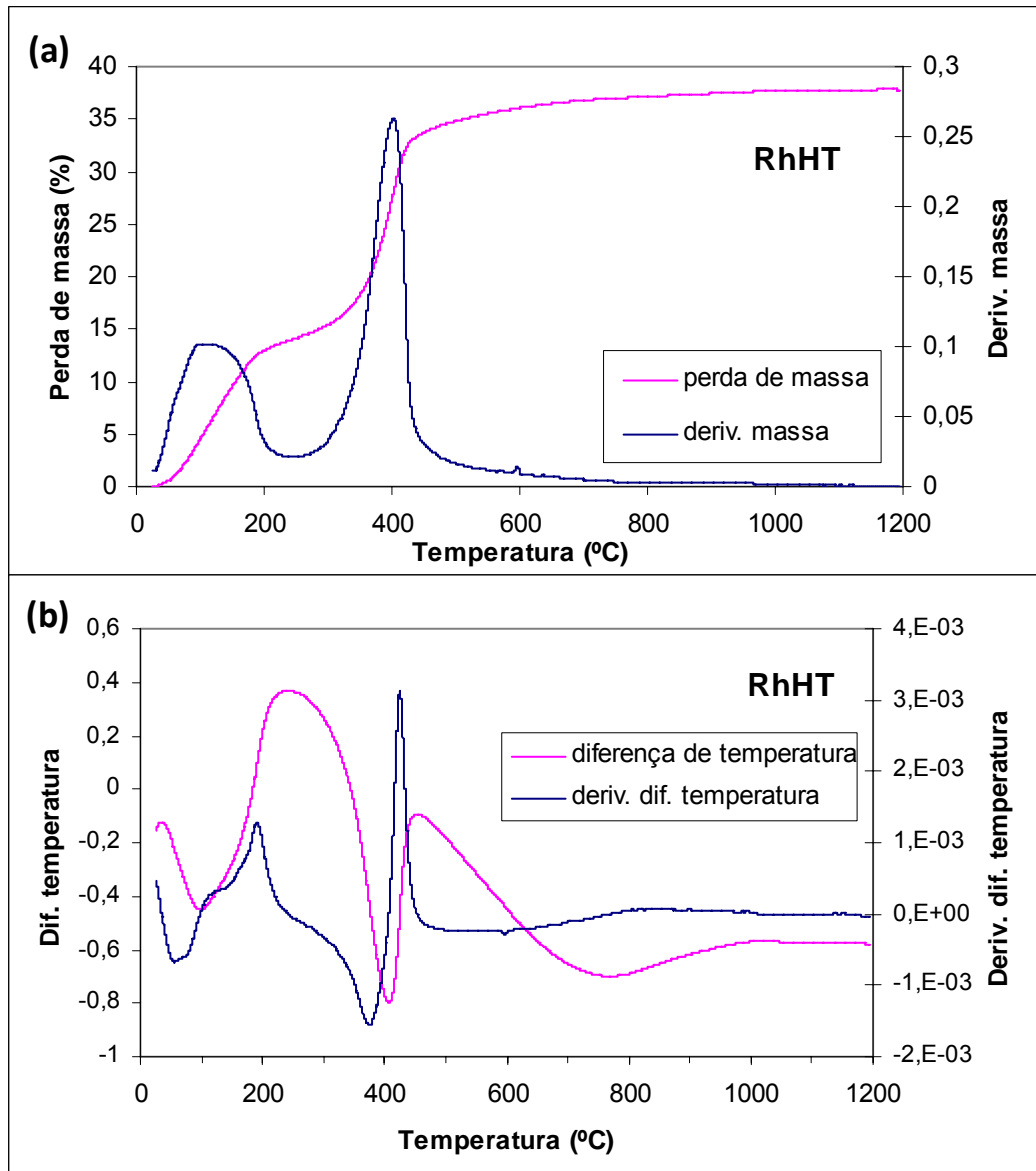 (a)
40
35
30
25
20
15
10
5
0
Perda de massa (%)
0,3
0,25
0,2
0,15
0,1
0,05
0
Deriv. massa
RhHT
perda de massa
deriv. massa
0 200 400 600 800 1000 1200
Temperatura (ºC)
(b)
0,6
0,4
0,2
0
-0,2
-0,4
-0,6
-0,8
-1
Dif. temperatura
4,E-03
3,E-03
2,E-03
1,E-03
0,E+00
-1,E-03
-2,E-03
Deriv. dif. temperatura
RhHT
diferença de temperatura
deriv. dif. temperatura
0 200 400 600 800 1000 1200
Temperatura (ºC)